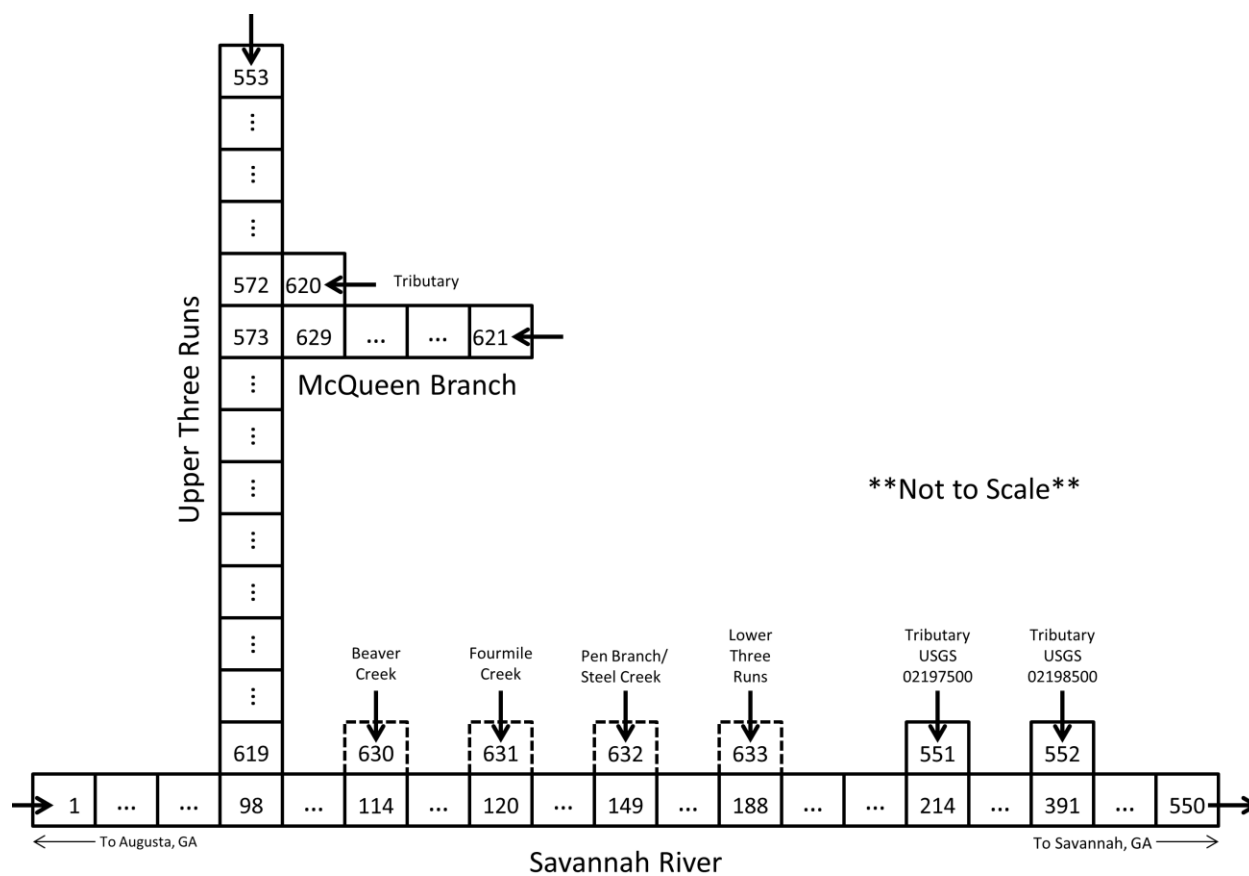 553
⋮
⋮
⋮
572 620 Tributary
573 629 ... ... 621
McQueen Branch
Upper Three Runs
⋮
⋮
⋮
⋮
⋮
⋮
⋮
**Not to Scale**
Beaver
Creek
Fourmile
Creek
Pen Branch/
Steel Creek
Lower
Three
Runs
Tributary
USGS
02197500
Tributary
USGS
02198500
619 630 631 632 633 551 552
1 ... ... 98 ... 114 ... 120 ... 149 ... 188 ... ... 214 ... 391 ... 550
To Augusta, GA
To Savannah, GA
Savannah River